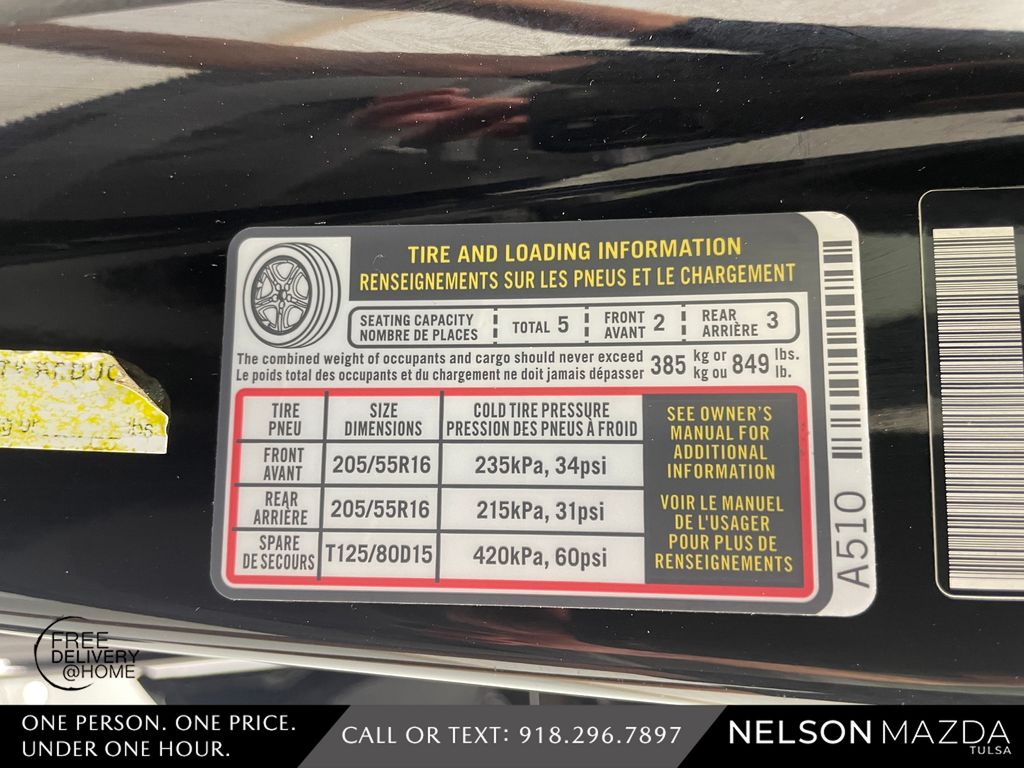 TIRE AND LOADING INFORMATION
RENSEIGNEMENTS SUR LES PNEUS ET LE CHARGEMENT
SEATING CAPACITY
NOMBRE DE PLACES
TOTAL 5
FRONT
AVANT 2
REAR
ARRIÈRE 3
The combined weight of occupants and cargo should never exceed 385 kg or 849 lbs.
Le poids total des occupants et du chargement ne doit jamais dépasser kg ou lb.
TIRE
PNEU
SIZE
DIMENSIONS
COLD TIRE PRESSURE
PRESSION DES PNEUS À FROID
FRONT
AVANT
205/55R16
235kPa, 34psi
REAR
ARRIÈRE
205/55R16
215kPa, 31psi
SPARE
DE SECOURS
T125/80D15
420kPa, 60psi
SEE OWNER'S
MANUAL FOR
ADDITIONAL
INFORMATION
VOIR LE MANUEL
DE L'USAGER
POUR PLUS DE
RENSEIGNEMENTS
A510
lbs.
FREE
DELIVERY
@HOME
ONE PERSON. ONE PRICE.
UNDER ONE HOUR.
CALL OR TEXT: 918.296.7897
NELSON MAZDA
TULSA